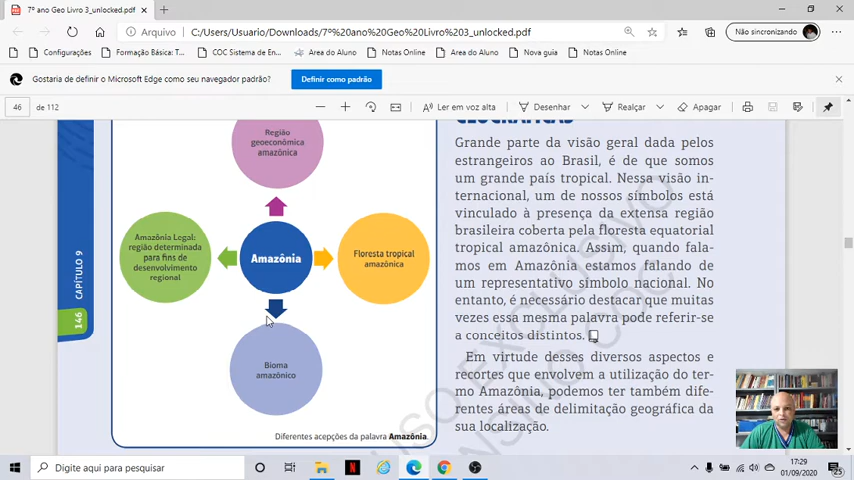 7º ano Geo Livro 3_unlocked.pdf
Arquivo
C:/Users/Usuario/Downloads/7º%20ano%20Geo%20Livro%203_unlocked.pdf
Não sincronizando
Configurações
Formação Básica: T...
COC Sistema de En...
Area do Aluno
Notas Online
Area do Aluno
Nova guia
Notas Online
Gostaria de definir o Microsoft Edge como seu navegador padrão?
Definir como padrão
46
de 112
Ler em voz alta
Desenhar
Realçar
Apagar
CAPÍTULO 9
146
Região
geoeconômica
amazônica
Amazônia Legal:
região determinada
para fins de
desenvolvimento
regional
Amazônia
Floresta tropical
amazônica
Bioma
amazônico
Diferentes acepções da palavra Amazônia.
Grande parte da visão geral dada pelos
estrangeiros ao Brasil, é de que somos
um grande país tropical. Nessa visão in-
ternacional, um de nossos símbolos está
vinculado à presença da extensa região
brasileira coberta pela floresta equatorial
tropical amazônica. Assim, quando fala-
mos em Amazônia estamos falando de
um representativo símbolo nacional. No
entanto, é necessário destacar que muitas
vezes essa mesma palavra pode referir-se
a conceitos distintos.
Em virtude desses diversos aspectos e
recortes que envolvem a utilização do ter-
mo Amazônia, podemos ter também dife-
rentes áreas de delimitação geográfica da
sua localização.
USO EXCLUSIVO
ENSINO COC
Digite aqui para pesquisar
17:29
01/09/2020
25